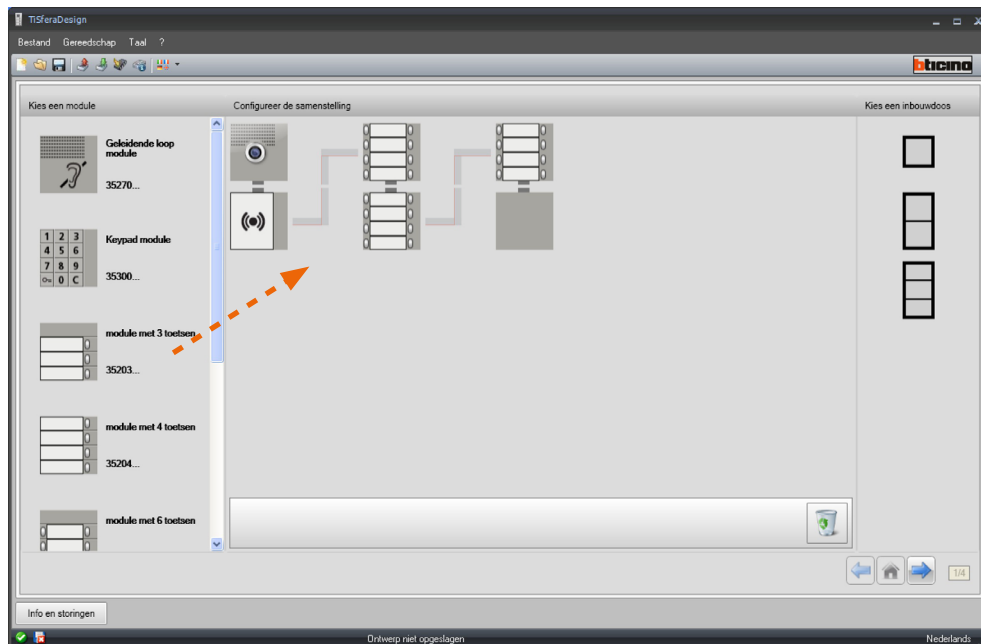 TiSferaDesign
Bestand Gereedschap Taal ?
bticino
Kies een module
Configureer de samenstelling
Kies een inbouwdoos
Geleidende loop
module
35270...
1 2 3
4 5 6
7 8 9
0 C
Keypad module
35300...
module met 3 toetsen
35203...
module met 4 toetsen
35204...
module met 6 toetsen
1/4
Info en storingen
Ontwerp niet opgeslagen
Nederlands